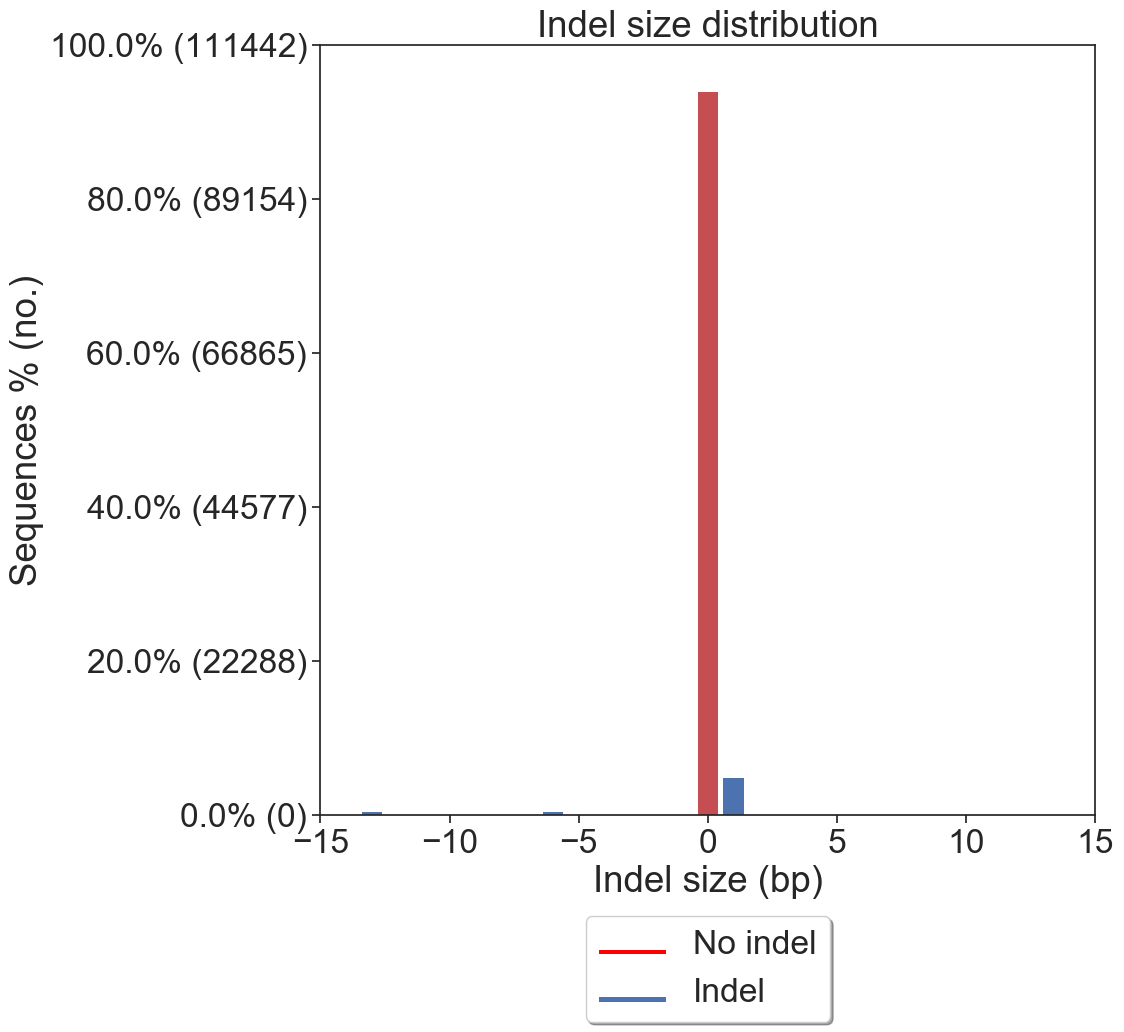 Indel size distribution
100.0% (111442)
80.0% (89154)
60.0% (66865)
40.0% (44577)
20.0% (22288)
0.0% (0)
Sequences % (no.)
−15 −10 −5 0 5 10 15
Indel size (bp)
No indel
Indel